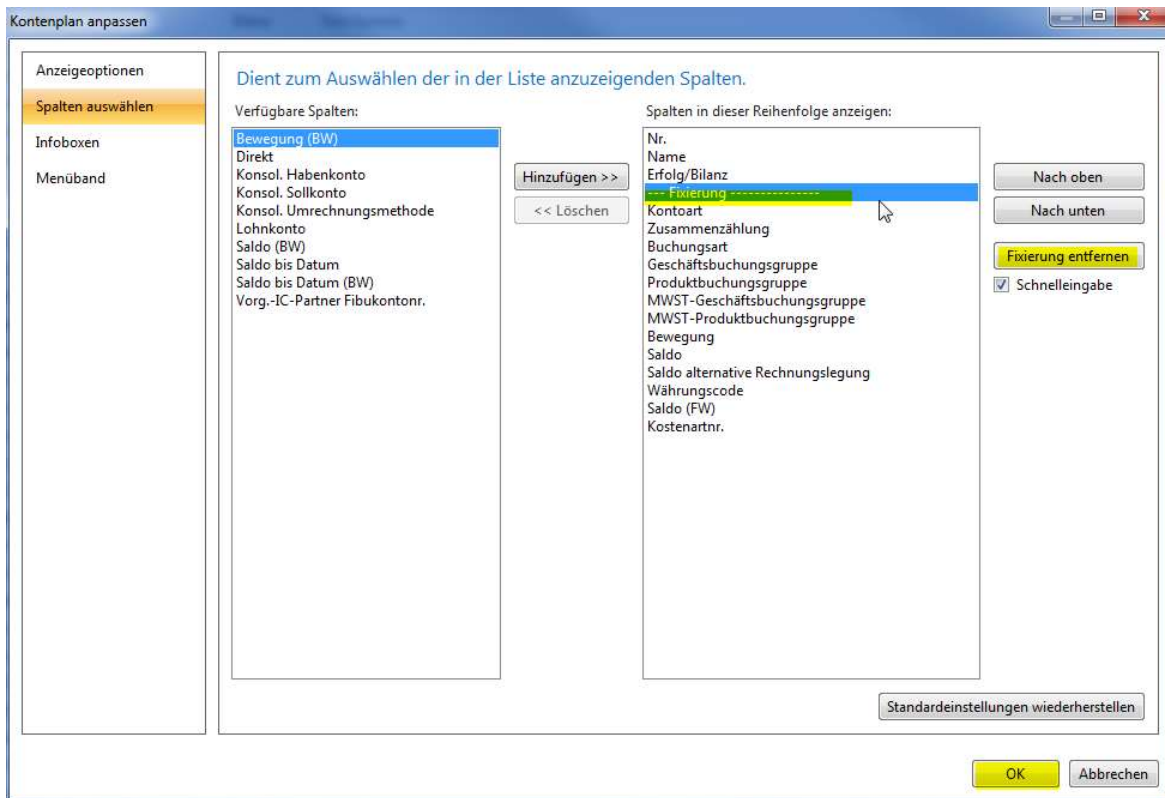 Kontenplan anpassen
Anzeigeoptionen
Spalten auswählen
Infoboxen
Menüband
Dient zum Auswählen der in der Liste anzuzeigenden Spalten.
Verfügbare Spalten:
Bewegung (BW)
Direkt
Konsol. Habenkonto
Konsol. Sollkonto
Konsol. Umrechnungsmethode
Lohnkonto
Saldo (BW)
Saldo bis Datum
Saldo bis Datum (BW)
Vorg.-IC-Partner Fibukontonr.
Hinzufügen >>
<< Löschen
Spalten in dieser Reihenfolge anzeigen:
Nr.
Name
Erfolg/Bilanz
--- Fixierung ---------------
Kontoart
Zusammenzählung
Buchungsart
Geschäftsbuchungsgruppe
Produktbuchungsgruppe
MWST-Geschäftsbuchungsgruppe
MWST-Produktbuchungsgruppe
Bewegung
Saldo
Saldo alternative Rechnungslegung
Währungscode
Saldo (FW)
Kostenartnr.
Nach oben
Nach unten
Fixierung entfernen
Schnelleingabe
Standardeinstellungen wiederherstellen
OK
Abbrechen